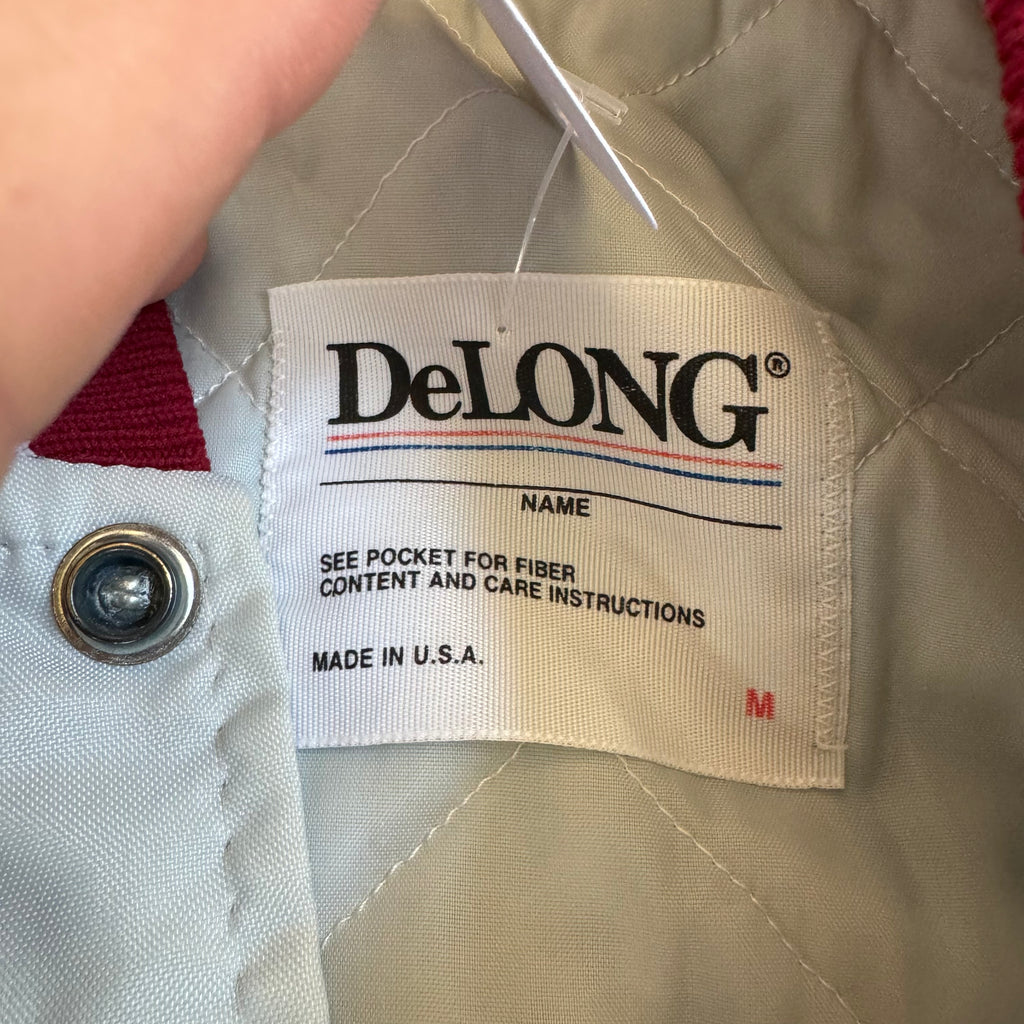 DeLONG®
NAME
SEE POCKET FOR FIBER
CONTENT AND CARE INSTRUCTIONS
MADE IN U.S.A.
M